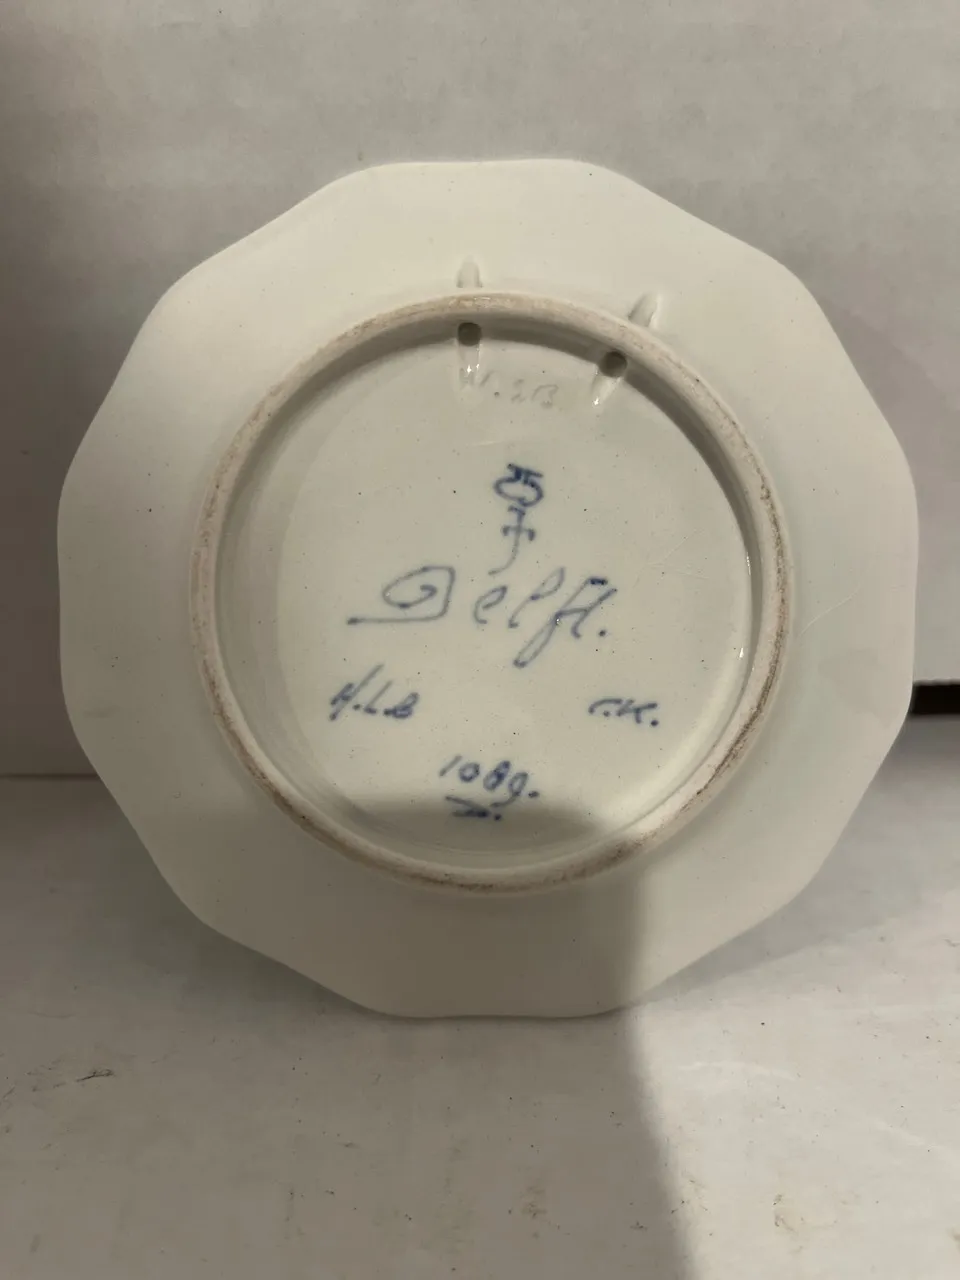 Delft.
H.L.B
C.K.
1089.